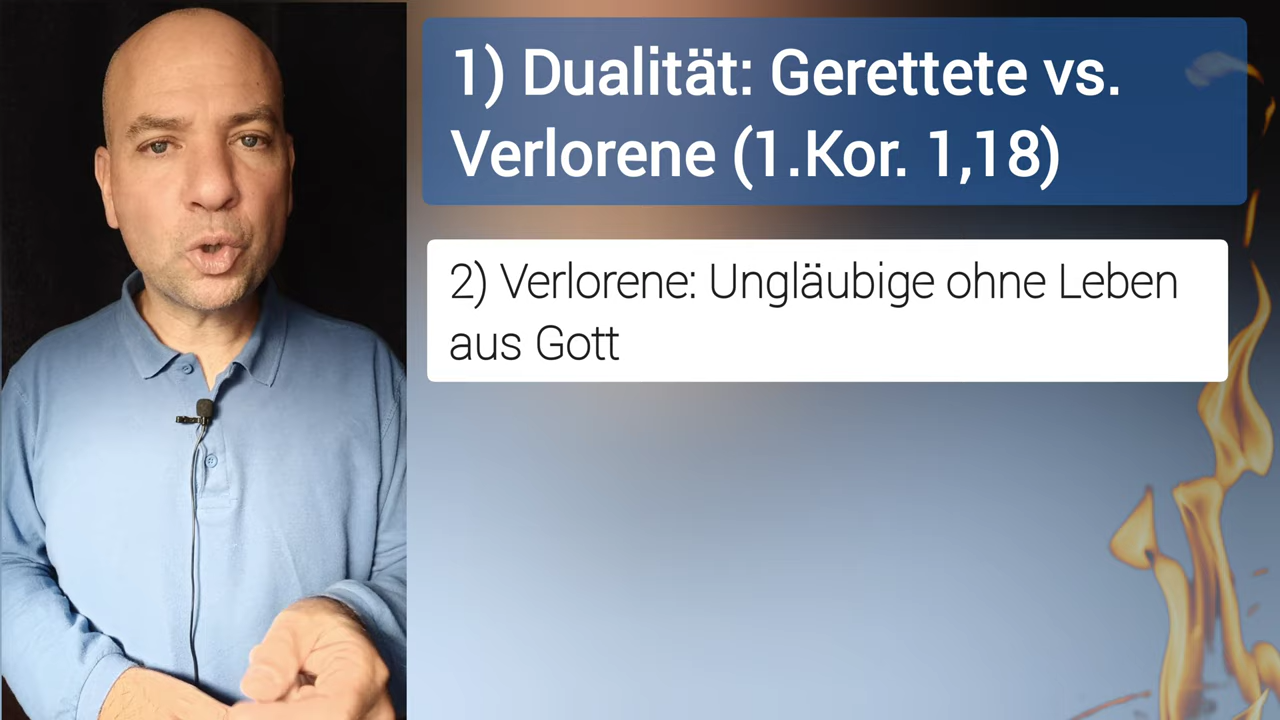 1) Dualität: Gerettete vs.
Verlorene (1.Kor. 1,18)
2) Verlorene: Ungläubige ohne Leben
aus Gott